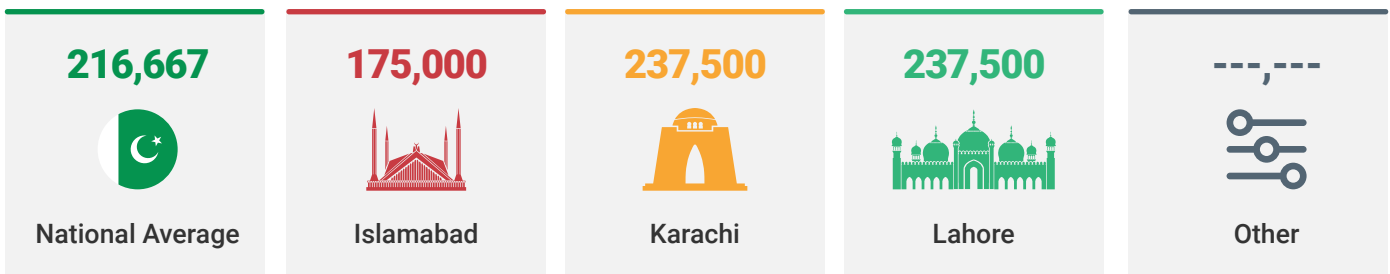 216,667
National Average
175,000
Islamabad
237,500
Karachi
237,500
Lahore
---,---
Other